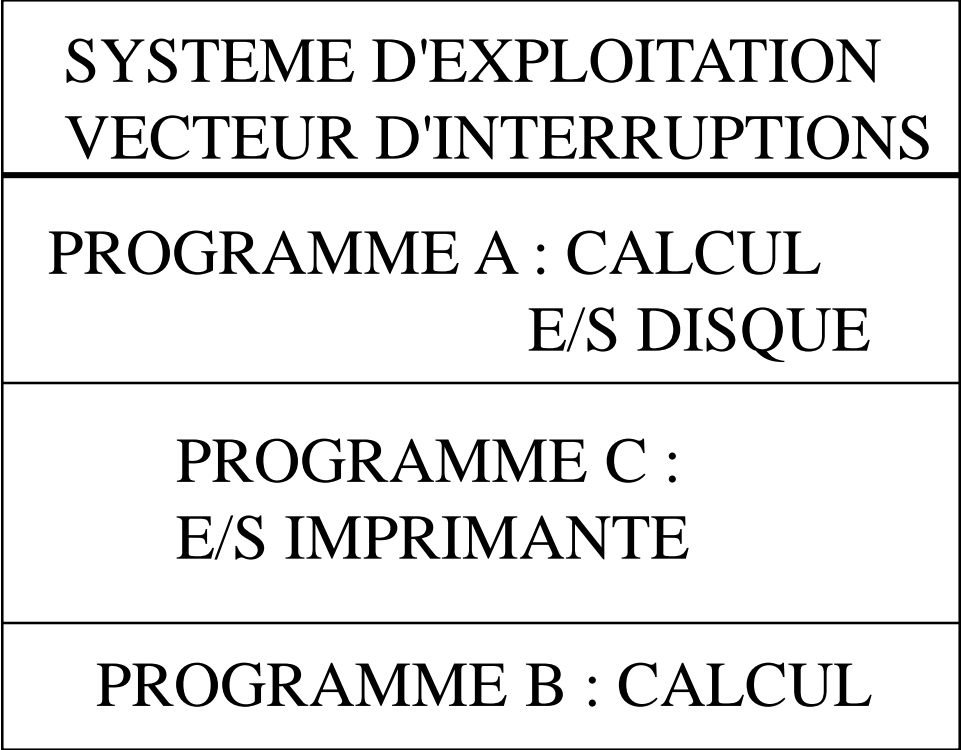 SYSTEME D'EXPLOITATION
VECTEUR D'INTERRUPTIONS
PROGRAMME A : CALCUL
E/S DISQUE
PROGRAMME C :
E/S IMPRIMANTE
PROGRAMME B : CALCUL